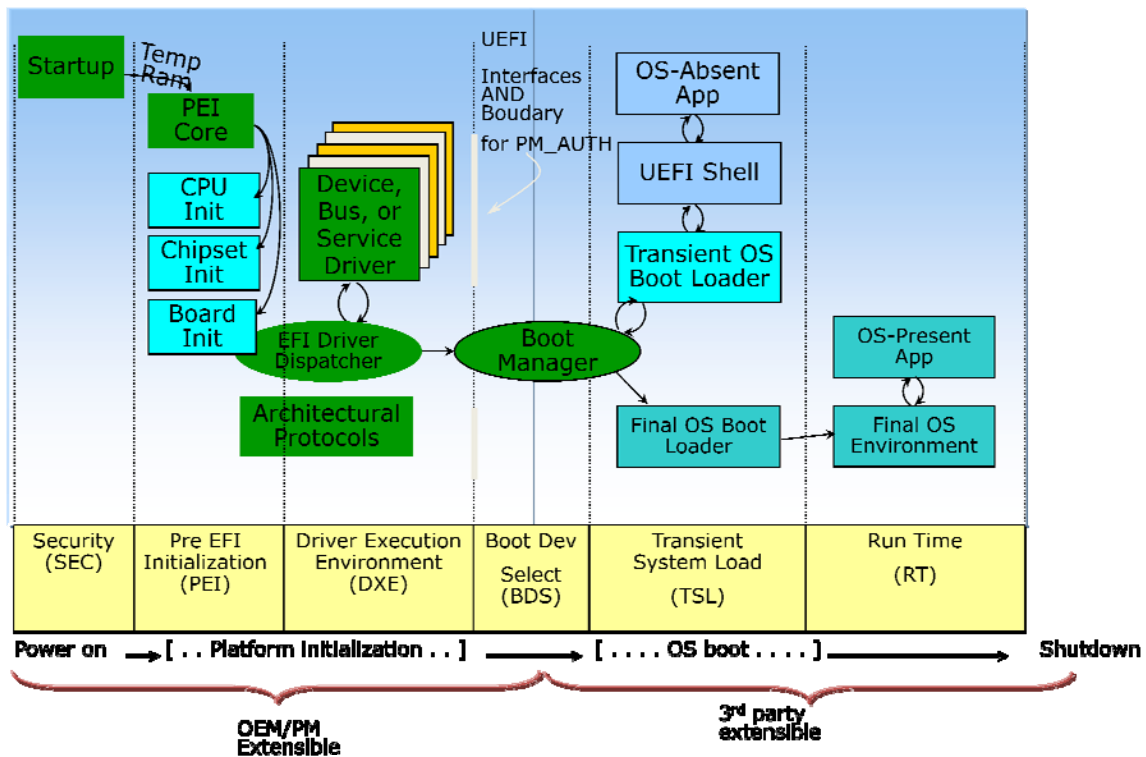 Startup
Temp
Ram
PEI
Core
CPU
Init
Chipset
Init
Board
Init
Device,
Bus, or
Service
Driver
EFI Driver
Dispatcher
Architectural
Protocols
UEFI
Interfaces
AND
Boudary
for PM_AUTH
Boot
Manager
OS-Absent
App
UEFI Shell
Transient OS
Boot Loader
Final OS Boot
Loader
OS-Present
App
Final OS
Environment
Security
(SEC)
Pre EFI
Initialization
(PEI)
Driver Execution
Environment
(DXE)
Boot Dev
Select
(BDS)
Transient
System Load
(TSL)
Run Time
(RT)
Power on
[ . . Platform initialization . . ]
[ . . . . OS boot . . . . ]
Shutdown
OEM/PM
Extensible
3rd party
extensible